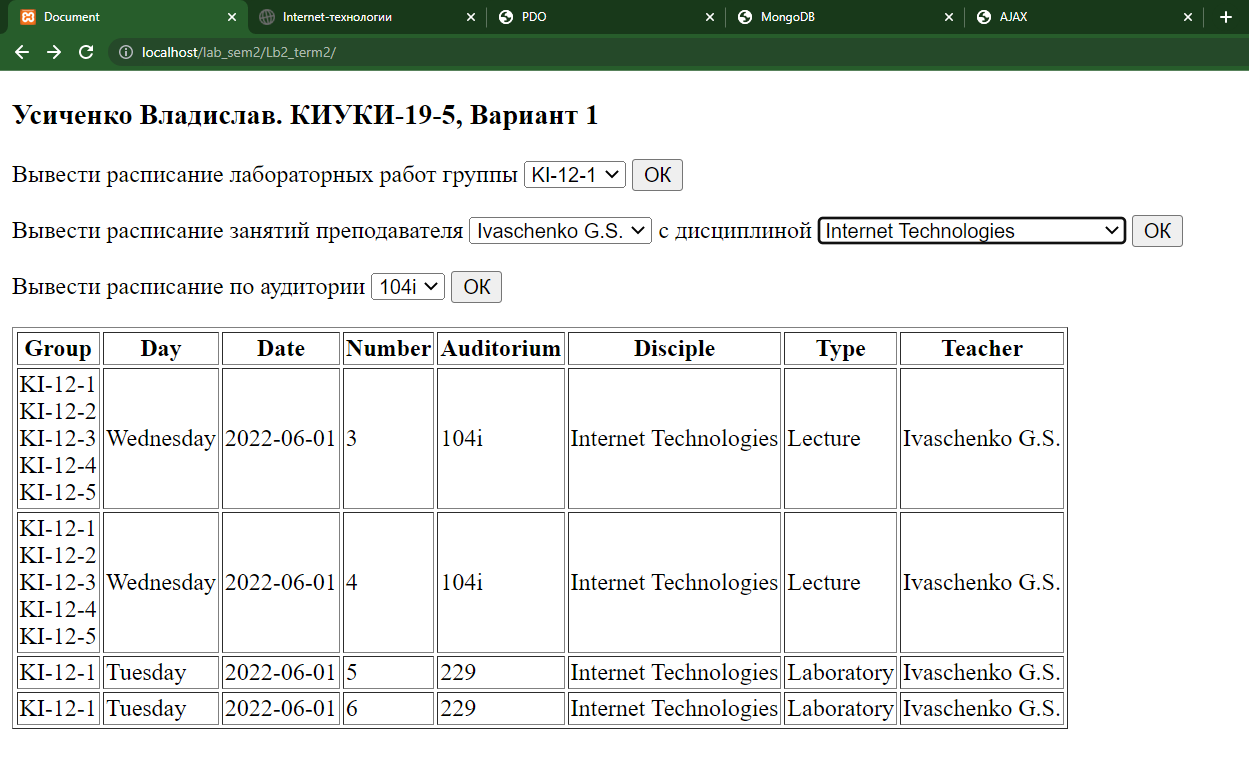 Document Internet-технологии PDO MongoDB AJAX
localhost/lab_sem2/Lb2_term2/
Усиченко Владислав. КИУКИ-19-5, Вариант 1
Вывести расписание лабораторных работ группы KI-12-1 ОК
Вывести расписание занятий преподавателя Ivaschenko G.S. с дисциплиной Internet Technologies ОК
Вывести расписание по аудитории 104i ОК
Group Day Date Number Auditorium Disciple Type Teacher
KI-12-1
KI-12-2
KI-12-3 Wednesday 2022-06-01 3 104i Internet Technologies Lecture Ivaschenko G.S.
KI-12-4
KI-12-5
KI-12-1
KI-12-2
KI-12-3 Wednesday 2022-06-01 4 104i Internet Technologies Lecture Ivaschenko G.S.
KI-12-4
KI-12-5
KI-12-1 Tuesday 2022-06-01 5 229 Internet Technologies Laboratory Ivaschenko G.S.
KI-12-1 Tuesday 2022-06-01 6 229 Internet Technologies Laboratory Ivaschenko G.S.